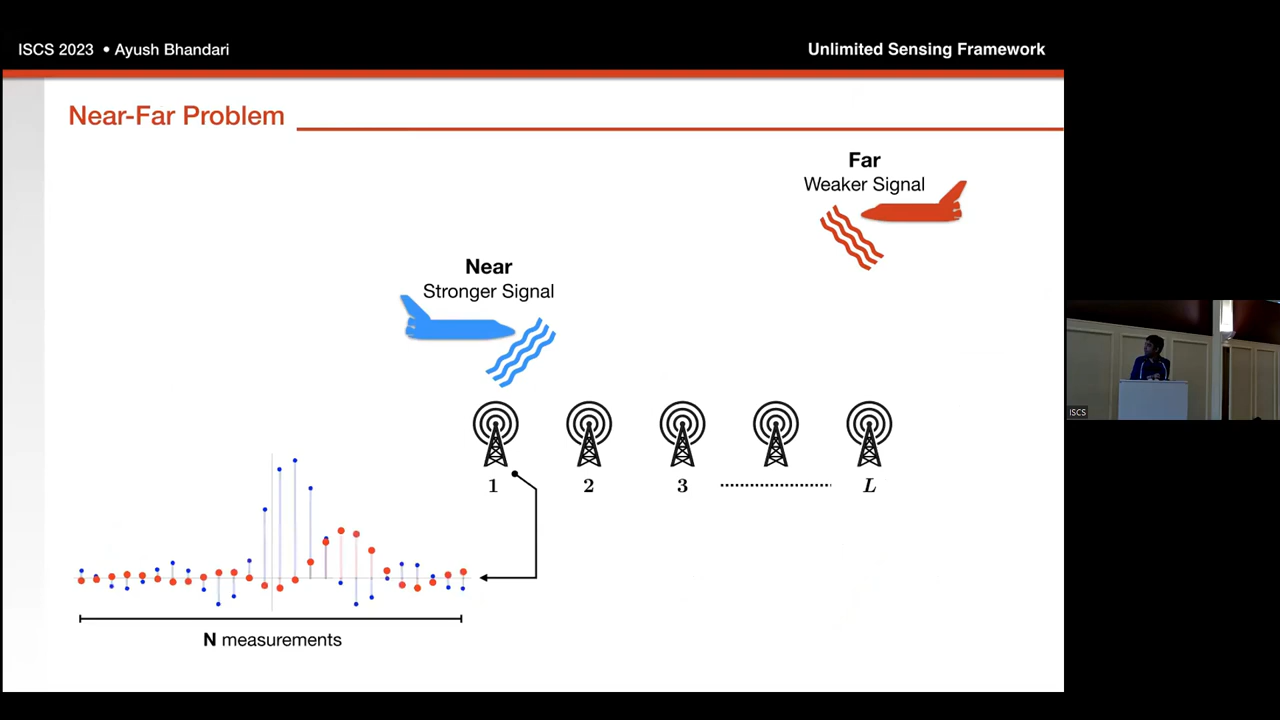 ISCS 2023 • Ayush Bhandari
Unlimited Sensing Framework
Near-Far Problem
Far
Weaker Signal
Near
Stronger Signal
1
2
3
L
N measurements
ISCS